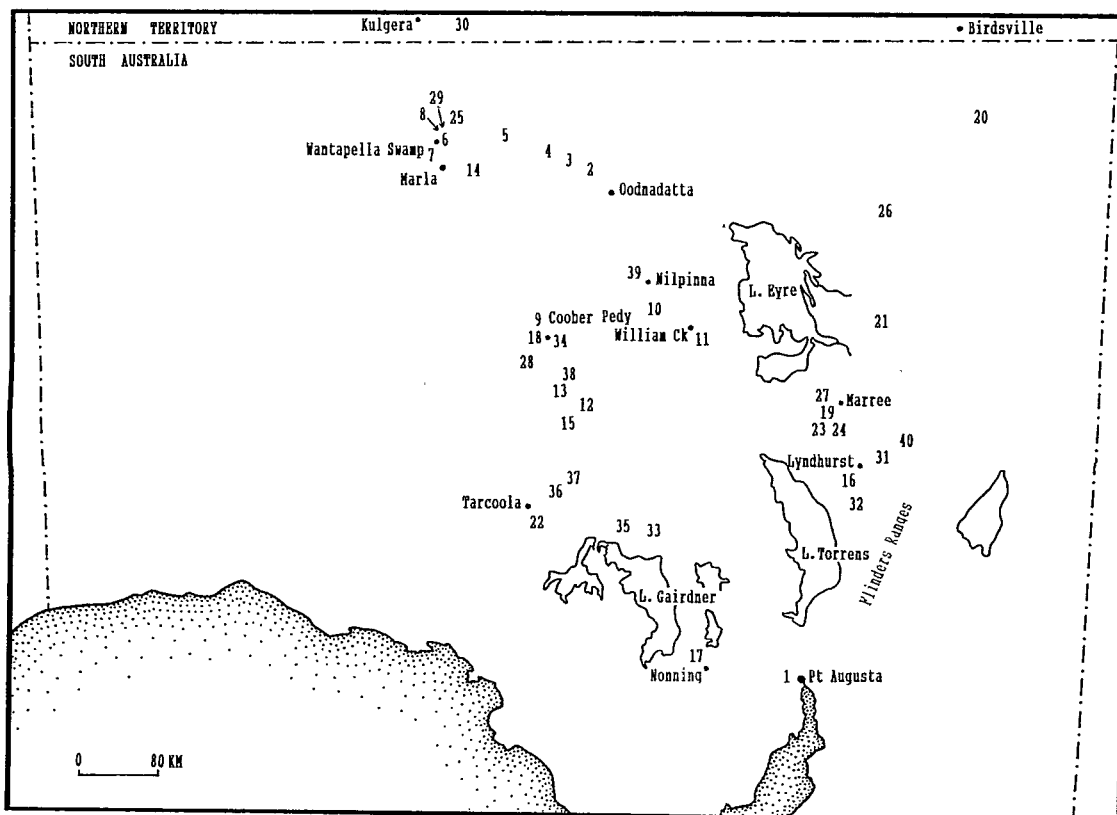 NORTHERN TERRITORY
Kulgera
30
Birdsville
SOUTH AUSTRALIA
29
8
25
20
6
5
Wantapella Swamp
7
4
3
14
2
Marla
Oodnadatta
26
39
Nilpinna
L. Eyre
10
9
Coober Pedy
21
18
34
William Ck
11
28
38
13
27
Marree
12
19
15
23
24
40
Lyndhurst
31
37
16
36
Tarcoola
32
22
35
33
L. Torrens
Flinders Ranges
L. Gairdner
17
Nonning
1
Pt Augusta
0
80 KM